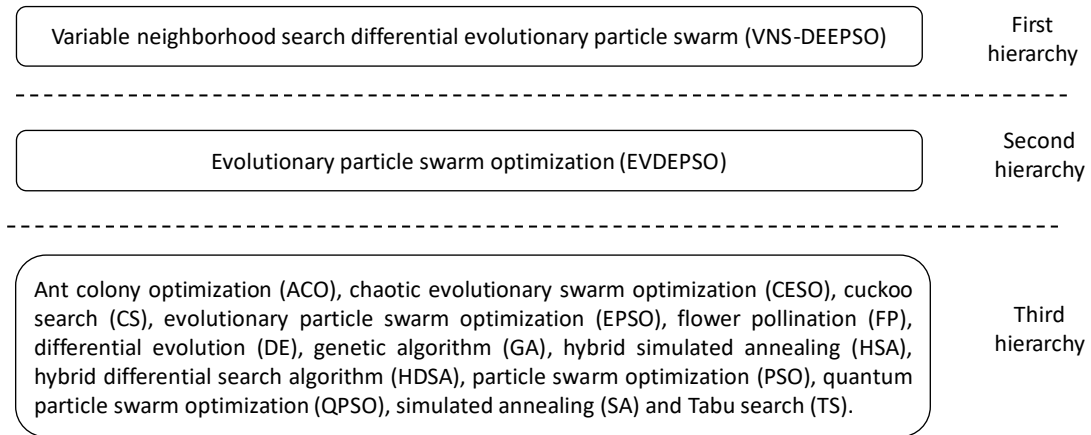 Variable neighborhood search differential evolutionary particle swarm (VNS-DEEPSO)
First
hierarchy
Evolutionary particle swarm optimization (EVDEPSO)
Second
hierarchy
Ant colony optimization (ACO), chaotic evolutionary swarm optimization (CESO), cuckoo
search (CS), evolutionary particle swarm optimization (EPSO), flower pollination (FP),
differential evolution (DE), genetic algorithm (GA), hybrid simulated annealing (HSA),
hybrid differential search algorithm (HDSA), particle swarm optimization (PSO), quantum
particle swarm optimization (QPSO), simulated annealing (SA) and Tabu search (TS).
Third
hierarchy